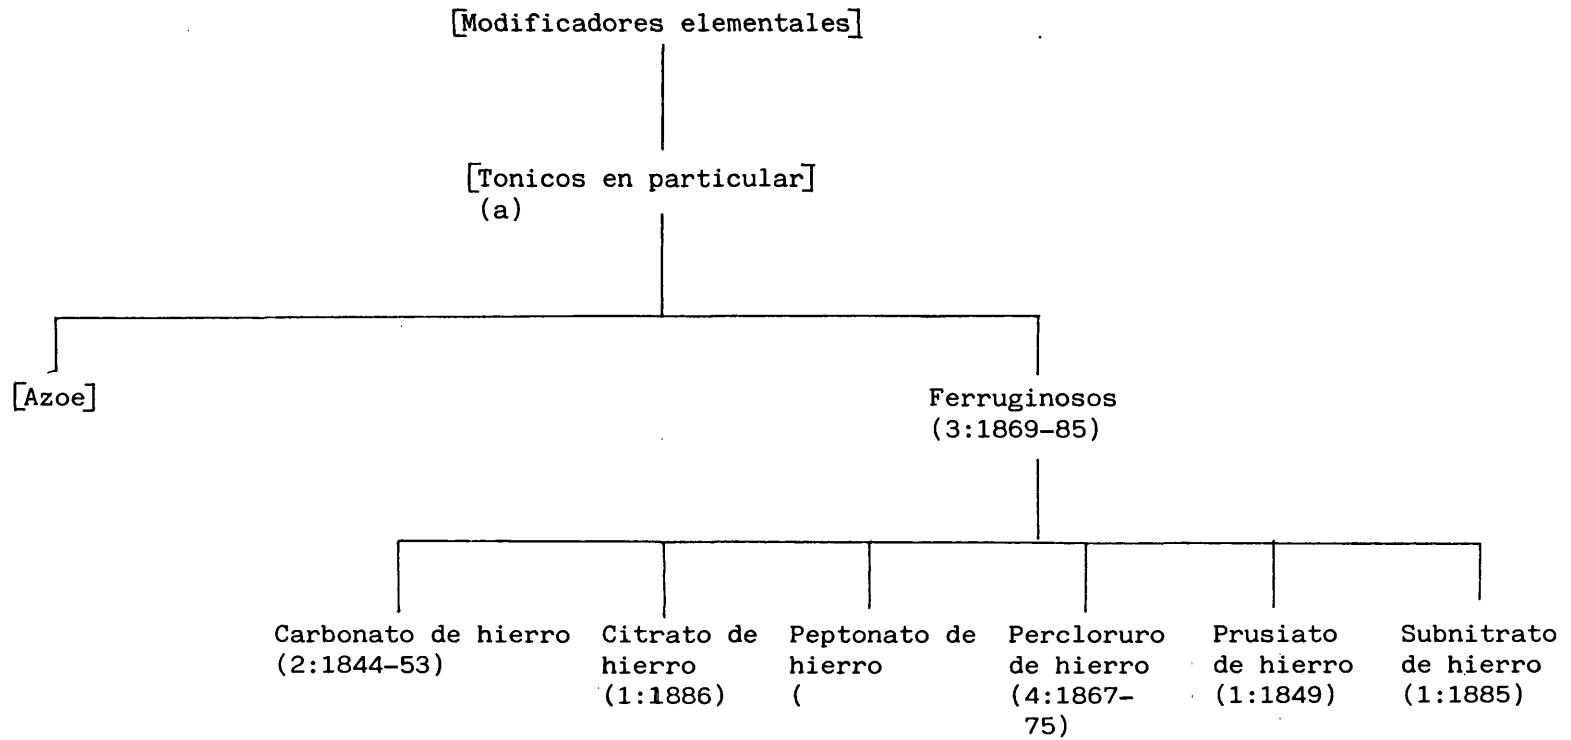 [Modificadores elementales]
[Tonicos en particular]
(a)
[Azoe]
Ferruginosos
(3:1869-85)
Carbonato de hierro
(2:1844-53)
Citrato de
hierro
(1:1886)
Peptonato de
hierro
(
Percloruro
de hierro
(4:1867-
75)
Prusiato
de hierro
(1:1849)
Subnitrato
de hierro
(1:1885)